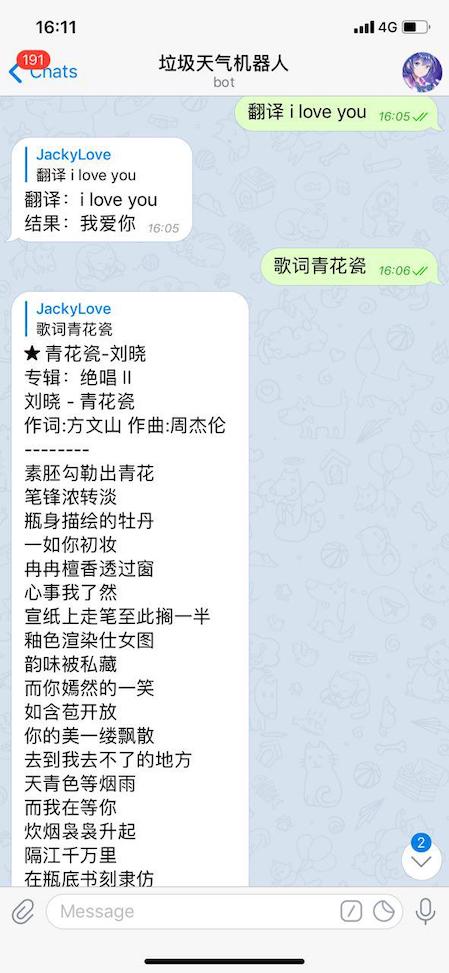 16:11
4G
191
Chats
垃圾天气机器人
bot
翻译 i love you 16:05
JackyLove
翻译 i love you
翻译：i love you
结果：我爱你 16:05
歌词青花瓷 16:06
JackyLove
歌词青花瓷
★ 青花瓷-刘晓
专辑：绝唱 II
刘晓 - 青花瓷
作词:方文山 作曲:周杰伦
--------
素胚勾勒出青花
笔锋浓转淡
瓶身描绘的牡丹
一如你初妆
冉冉檀香透过窗
心事我了然
宣纸上走笔至此搁一半
釉色渲染仕女图
韵味被私藏
而你嫣然的一笑
如含苞开放
你的美一缕飘散
去到我去不了的地方
天青色等烟雨
而我在等你
炊烟袅袅升起
隔江千万里
在瓶底书刻隶仿
2
Message